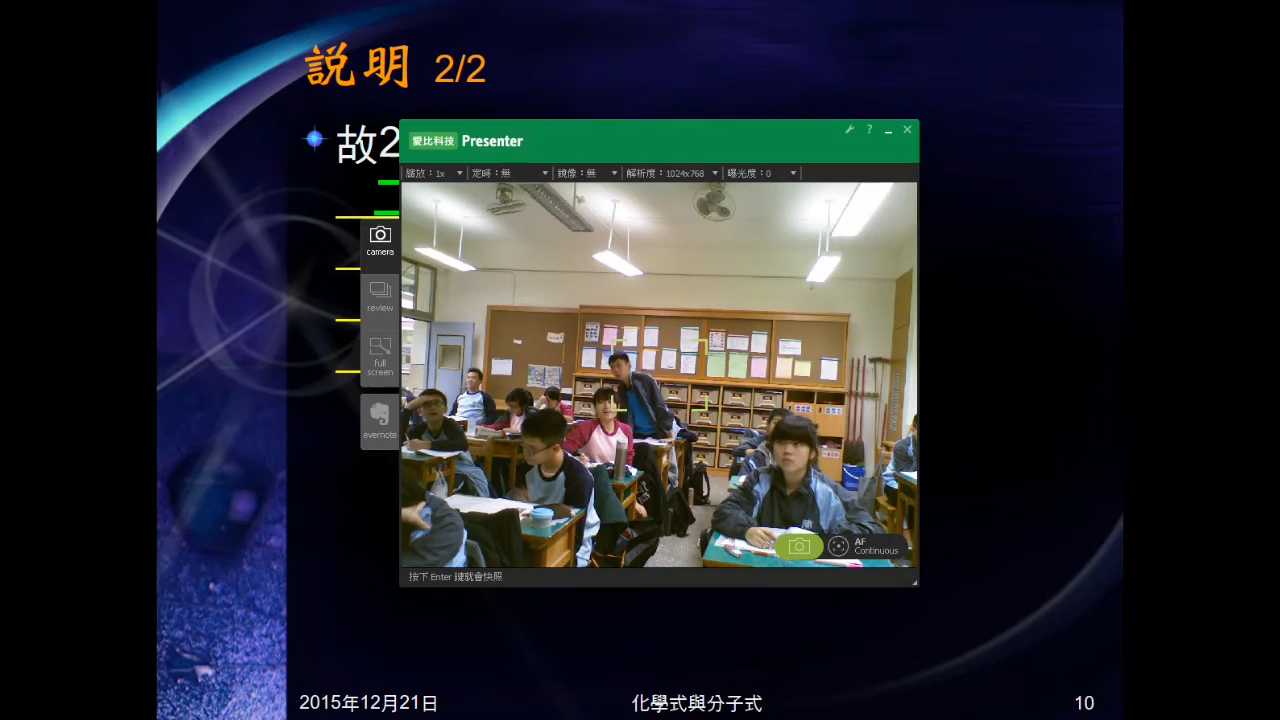 説明 2/2
故2
愛比科技 Presenter
縮放：1x 定時：無 鏡像：無 解析度：1024x768 曝光度：0
camera
review
full
screen
evernote
AF
Continuous
按下 Enter 鍵就會快照
2015年12月21日 化學式與分子式 10